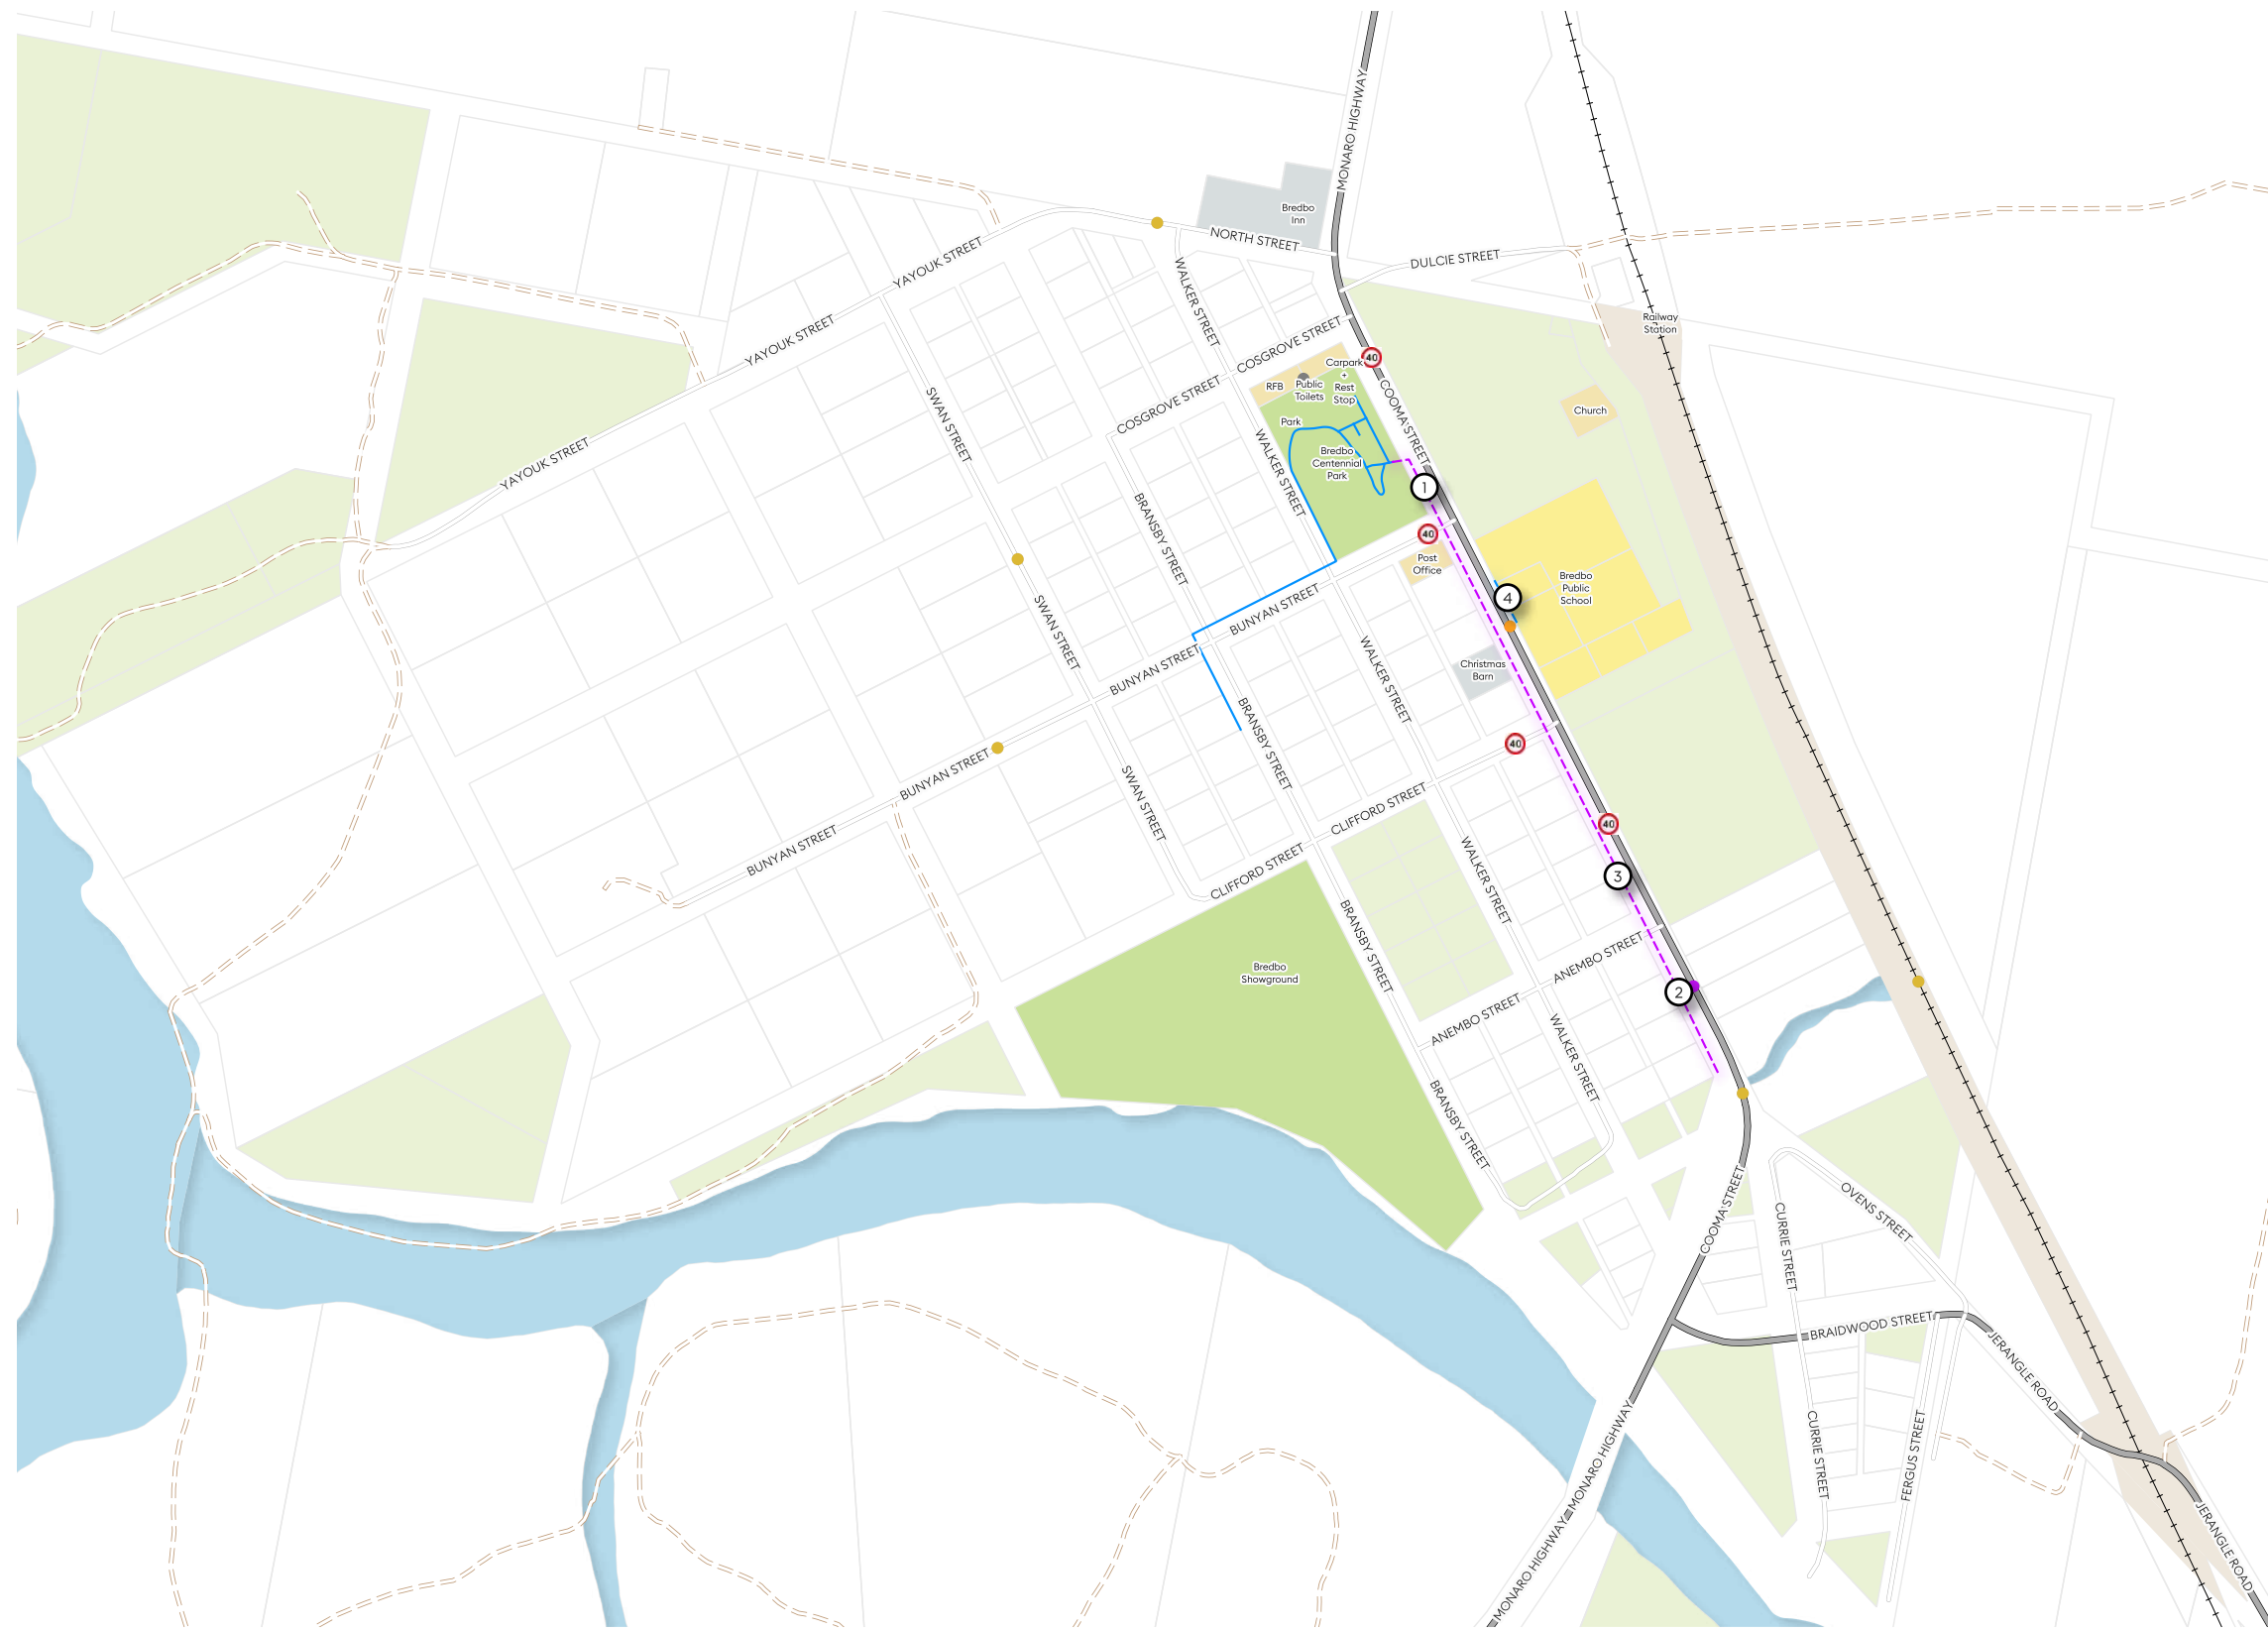 MONARO HIGHWAY
Bredbo
Inn
NORTH STREET
YAYOUK STREET
DULCIE STREET
WALKER STREET
Railway
Station
YAYOUK STREET
COSGROVE STREET
40
Carpark
+
Rest
Stop
RFB
Public
Toilets
COSGROVE STREET
COOMA STREET
SWAN STREET
Church
Park
YAYOUK STREET
Bredbo
Centennial
Park
WALKER STREET
1
BRANSBY STREET
40
Post
Office
Bredbo
Public
School
4
BUNYAN STREET
SWAN STREET
BUNYAN STREET
WALKER STREET
Christmas
Barn
BRANSBY STREET
40
BUNYAN STREET
SWAN STREET
CLIFFORD STREET
40
BUNYAN STREET
CLIFFORD STREET
WALKER STREET
3
BRANSBY STREET
ANEMBO STREET
Bredbo
Showground
2
ANEMBO STREET
WALKER STREET
BRANSBY STREET
COOMA STREET
OVENS STREET
CURRIE STREET
BRAIDWOOD STREET
JERANGLE ROAD
MONARO HIGHWAY
CURRIE STREET
FERGUS STREET
MONARO HIGHWAY
JERANGLE ROAD